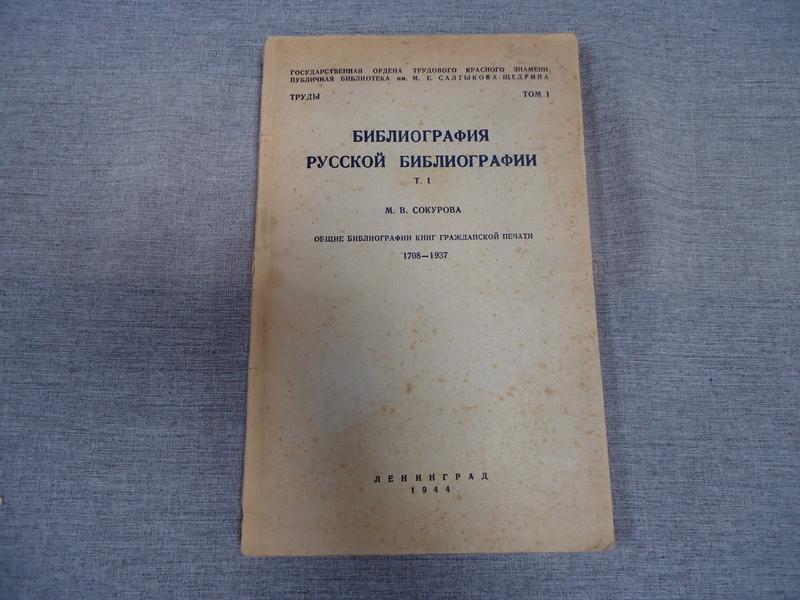 ГОСУДАРСТВЕННАЯ ОРДЕНА ТРУДОВОГО КРАСНОГО ЗНАМЕНИ
ПУБЛИЧНАЯ БИБЛИОТЕКА им. М. Е. САЛТЫКОВА-ЩЕДРИНА
ТРУДЫ ТОМ 1
БИБЛИОГРАФИЯ
РУССКОЙ БИБЛИОГРАФИИ
Т. 1
М. В. СОКУРОВА
ОБЩИЕ БИБЛИОГРАФИИ КНИГ ГРАЖДАНСКОЙ ПЕЧАТИ
1708—1937
ЛЕНИНГРАД
1944